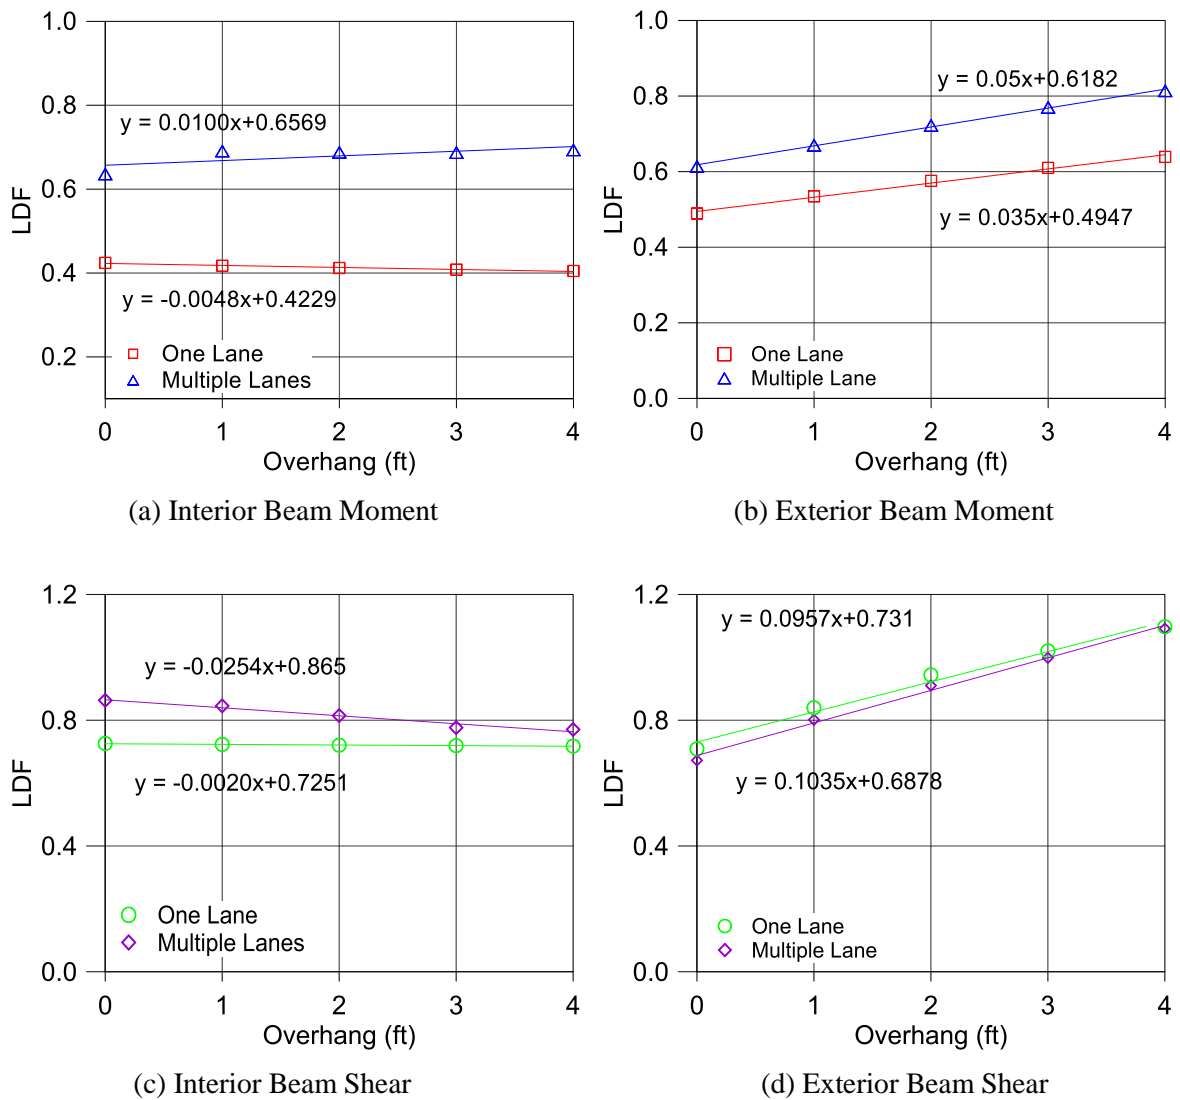 1.0
0.8
0.6
0.4
0.2
LDF
y = 0.0100x+0.6569
y = -0.0048x+0.4229
One Lane
Multiple Lanes
0 1 2 3 4
Overhang (ft)
(a) Interior Beam Moment
1.0
0.8
0.6
0.4
0.2
0.0
LDF
y = 0.05x+0.6182
y = 0.035x+0.4947
One Lane
Multiple Lane
0 1 2 3 4
Overhang (ft)
(b) Exterior Beam Moment
1.2
0.8
0.4
0.0
LDF
y = -0.0254x+0.865
y = -0.0020x+0.7251
One Lane
Multiple Lanes
0 1 2 3 4
Overhang (ft)
(c) Interior Beam Shear
1.2
0.8
0.4
0.0
LDF
y = 0.0957x+0.731
y = 0.1035x+0.6878
One Lane
Multiple Lane
0 1 2 3 4
Overhang (ft)
(d) Exterior Beam Shear